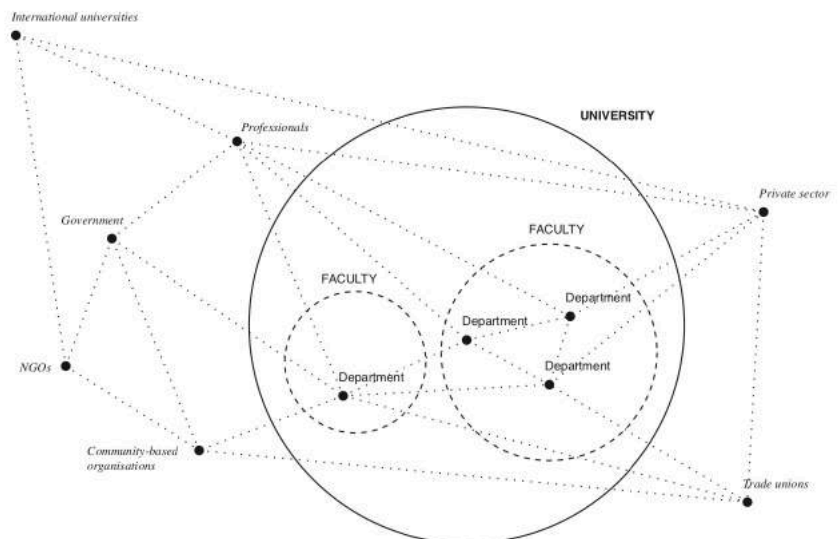 International universities
UNIVERSITY
Professionals
Private sector
Government
FACULTY
FACULTY
Department
Department
Department
NGOs
Department
Community-based
organisations
Trade unions